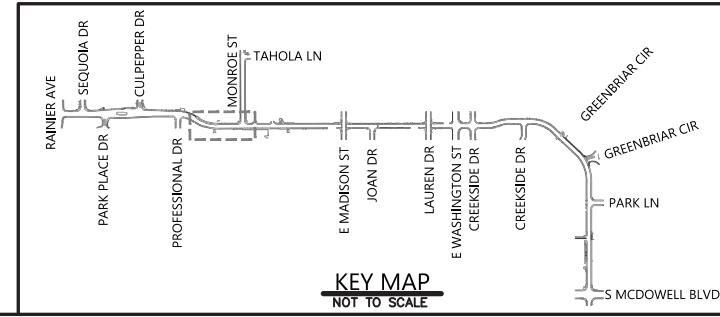 RAINIER AVE
SEQUOIA DR
PARK PLACE DR
CULPEPPER DR
PROFESSIONAL DR
MONROE ST
TAHOLA LN
E MADISON ST
JOAN DR
LAUREN DR
E WASHINGTON ST
CREEKSIDE DR
CREEKSIDE DR
GREENBRIAR CIR
GREENBRIAR CIR
PARK LN
S MCDOWELL BLVD
KEY MAP
NOT TO SCALE